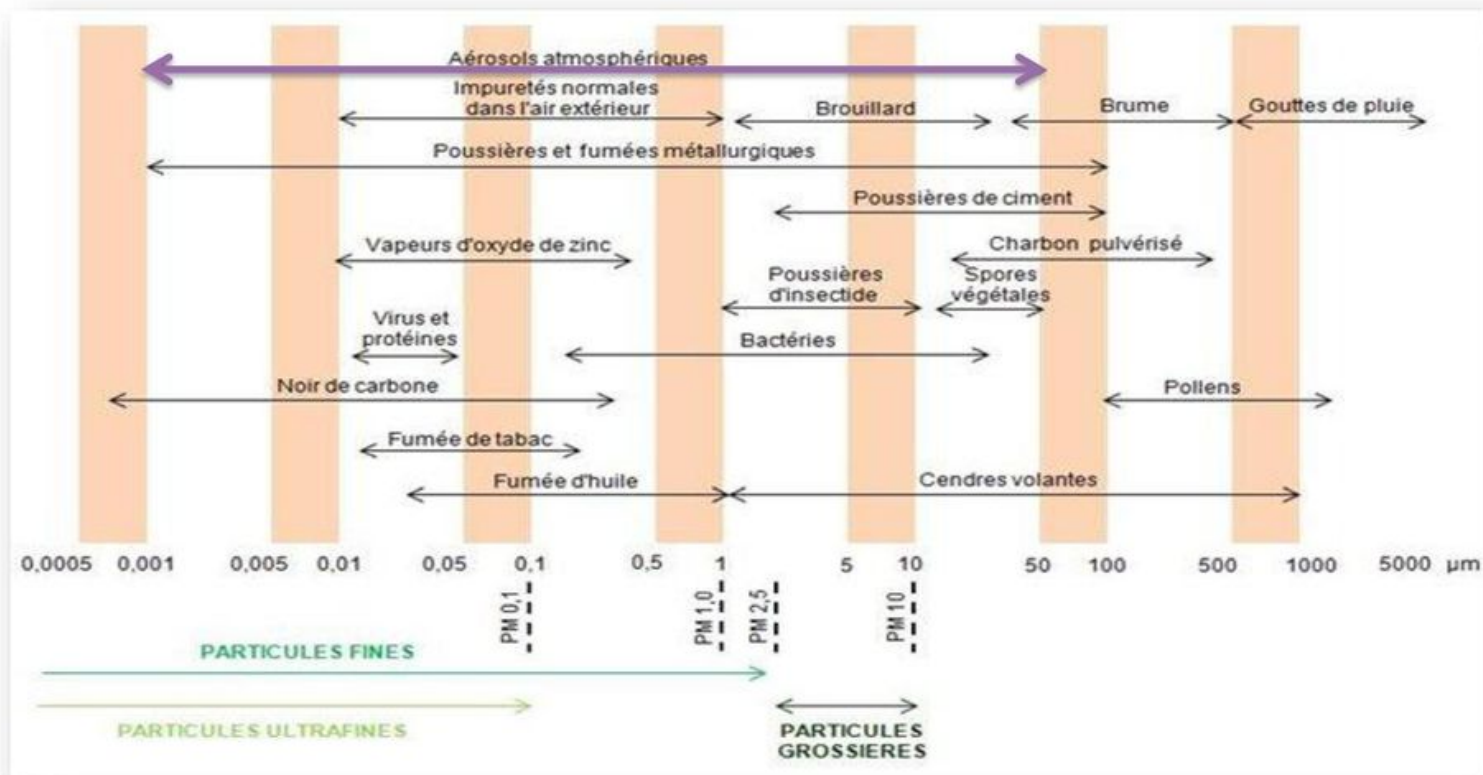 Aérosols atmosphériques
Impuretés normales
dans l'air extérieur
Brouillard
Brume
Gouttes de pluie
Poussières et fumées métallurgiques
Poussières de ciment
Vapeurs d'oxyde de zinc
Charbon pulvérisé
Poussières
d'insectide
Spores
végétales
Virus et
protéines
Bactéries
Noir de carbone
Pollens
Fumée de tabac
Fumée d'huile
Cendres volantes
0,0005 0,001 0,005 0,01 0,05 0,1 0,5 1 5 10 50 100 500 1000 5000 µm
PM 0,1
PM 1,0
PM 2,5
PM 10
PARTICULES FINES
PARTICULES ULTRAFINES
PARTICULES
GROSSIERES